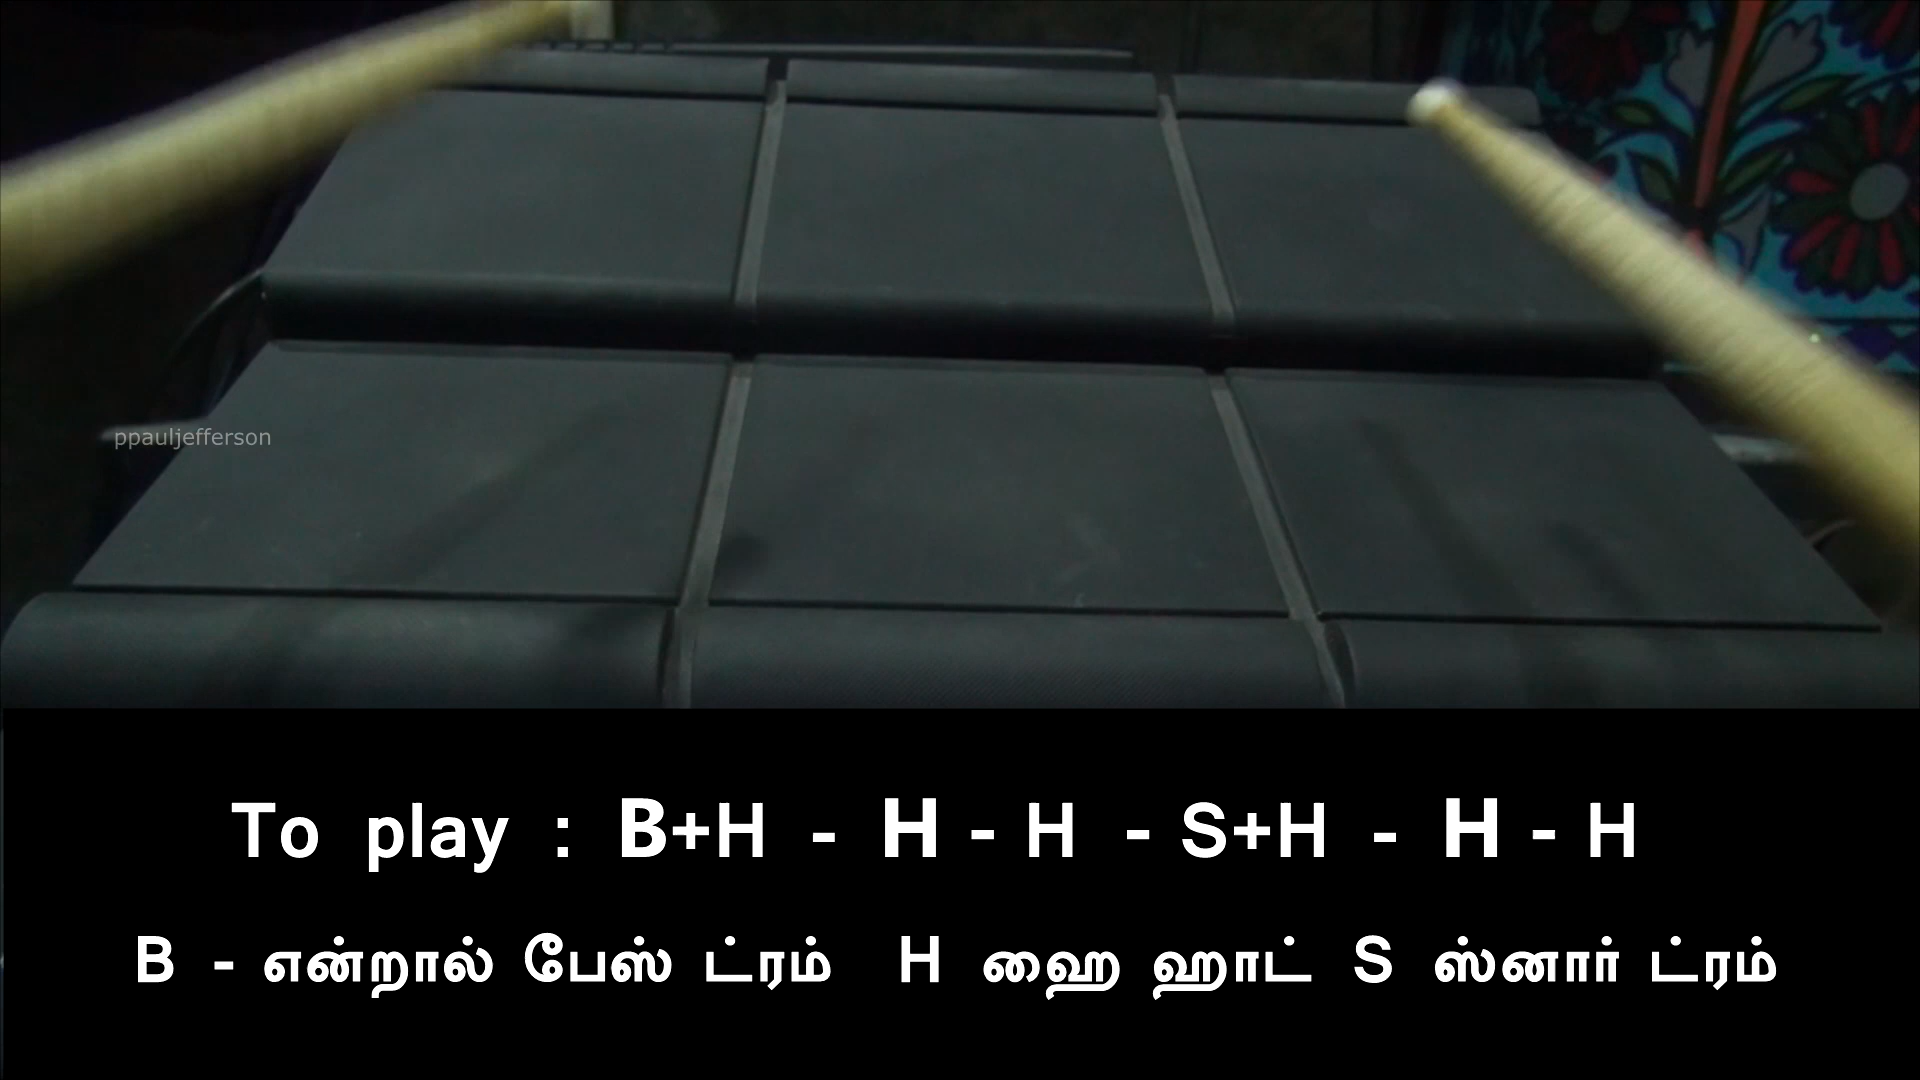 ppauljefferson
To play : B+H - H - H - S+H - H - H
B - என்றால் பேஸ் ட்ரம் H ஹை ஹாட் S ஸ்னார் ட்ரம்